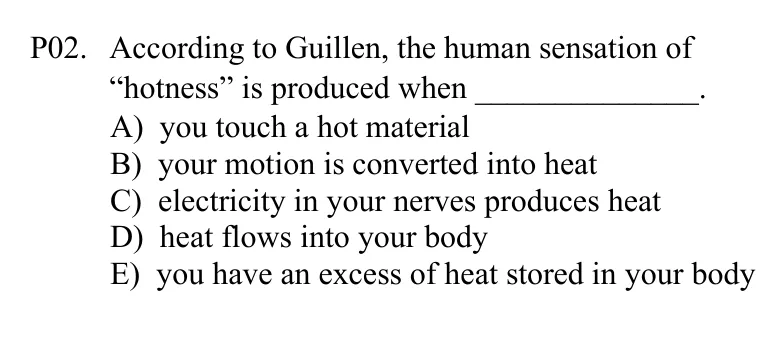 P02. According to Guillen, the human sensation of
“hotness” is produced when ______________.
A) you touch a hot material
B) your motion is converted into heat
C) electricity in your nerves produces heat
D) heat flows into your body
E) you have an excess of heat stored in your body